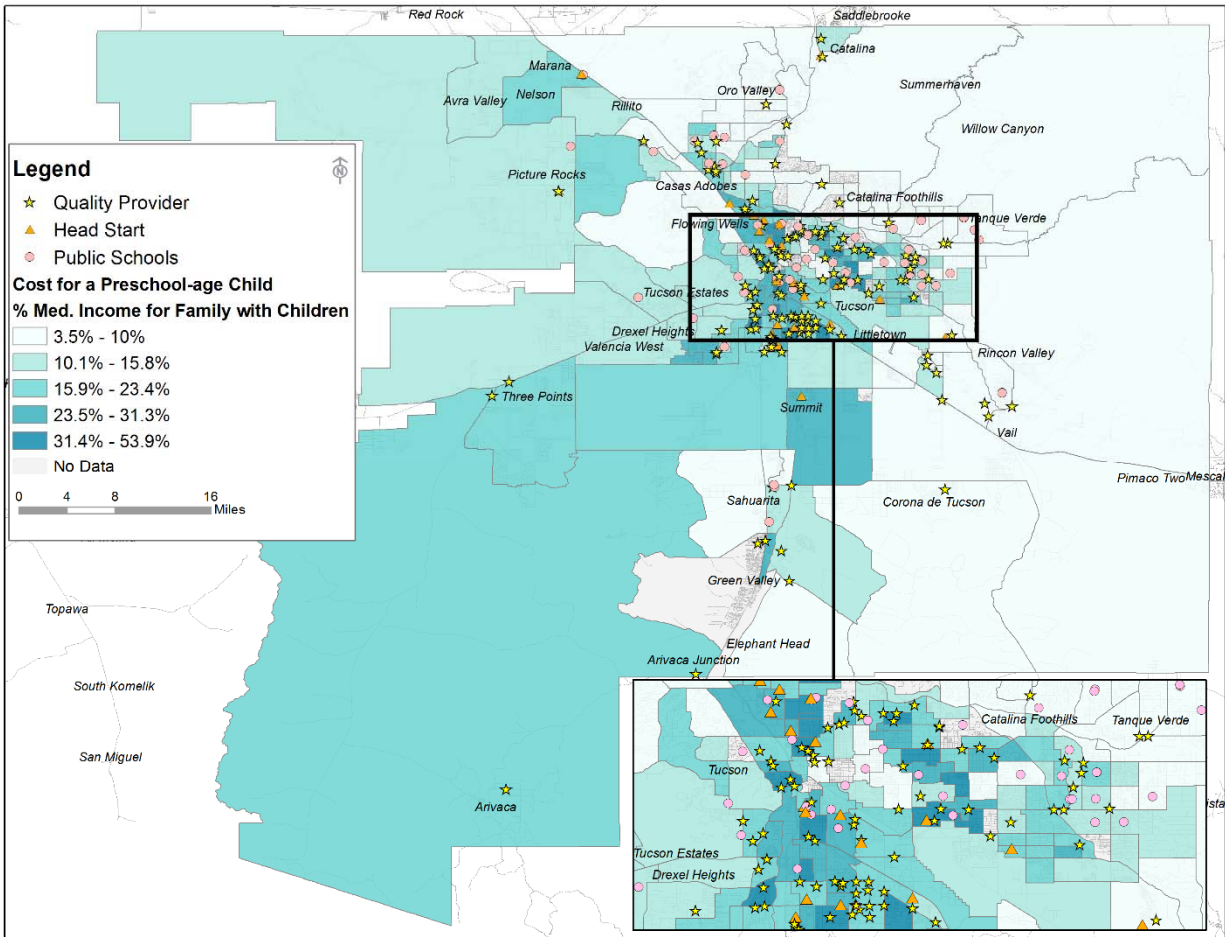 Red Rock
Saddlebrooke
Catalina
Marana
Oro Valley
Summerhaven
Nelson
Avra Valley
Rillito
Willow Canyon
Legend
Quality Provider
Head Start
Public Schools
Cost for a Preschool-age Child
% Med. Income for Family with Children
3.5% - 10%
10.1% - 15.8%
15.9% - 23.4%
23.5% - 31.3%
31.4% - 53.9%
No Data
0 4 8 16
Miles
Picture Rocks
Casas Adobes
Catalina Foothills
Flowing Wells
Tanque Verde
Tucson Estates
Tucson
Drexel Heights
Littletown
Valencia West
Rincon Valley
Three Points
Summit
Vail
Pimaco Two
Sahuarita
Corona de Tucson
Green Valley
Topawa
Elephant Head
Arivaca Junction
South Komelik
San Miguel
Arivaca
Catalina Foothills
Tanque Verde
Tucson
Tucson Estates
Drexel Heights